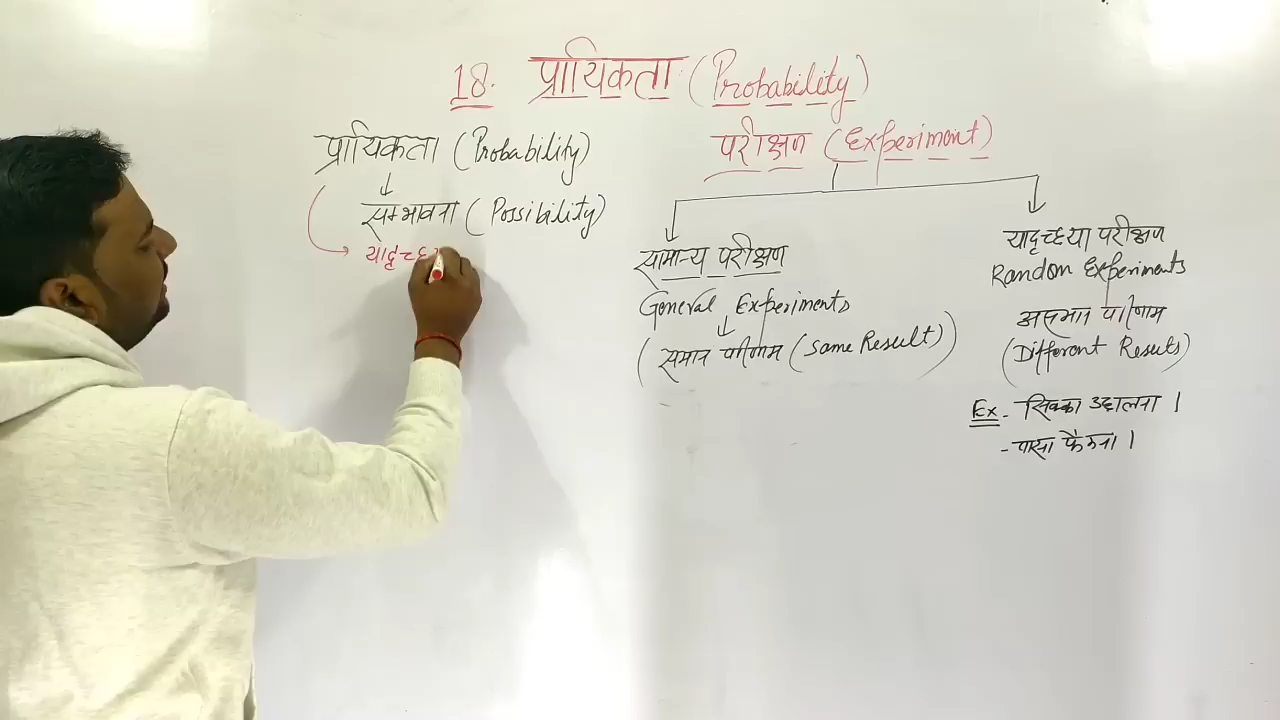 18. प्रायिकता (Probability)
प्रायिकता (Probability)
↓
सम्भावना (Possibility)
यादृच्छ
परीक्षण (Experiment)
सामान्य परीक्षण
General Experiments
↓
(समान परिणाम (Same Result))
यादृच्छया परीक्षण
Random Experiments
असमान परिणाम
(Different Results)
Ex - सिक्का उछालना ।
- पासा फेंकना ।